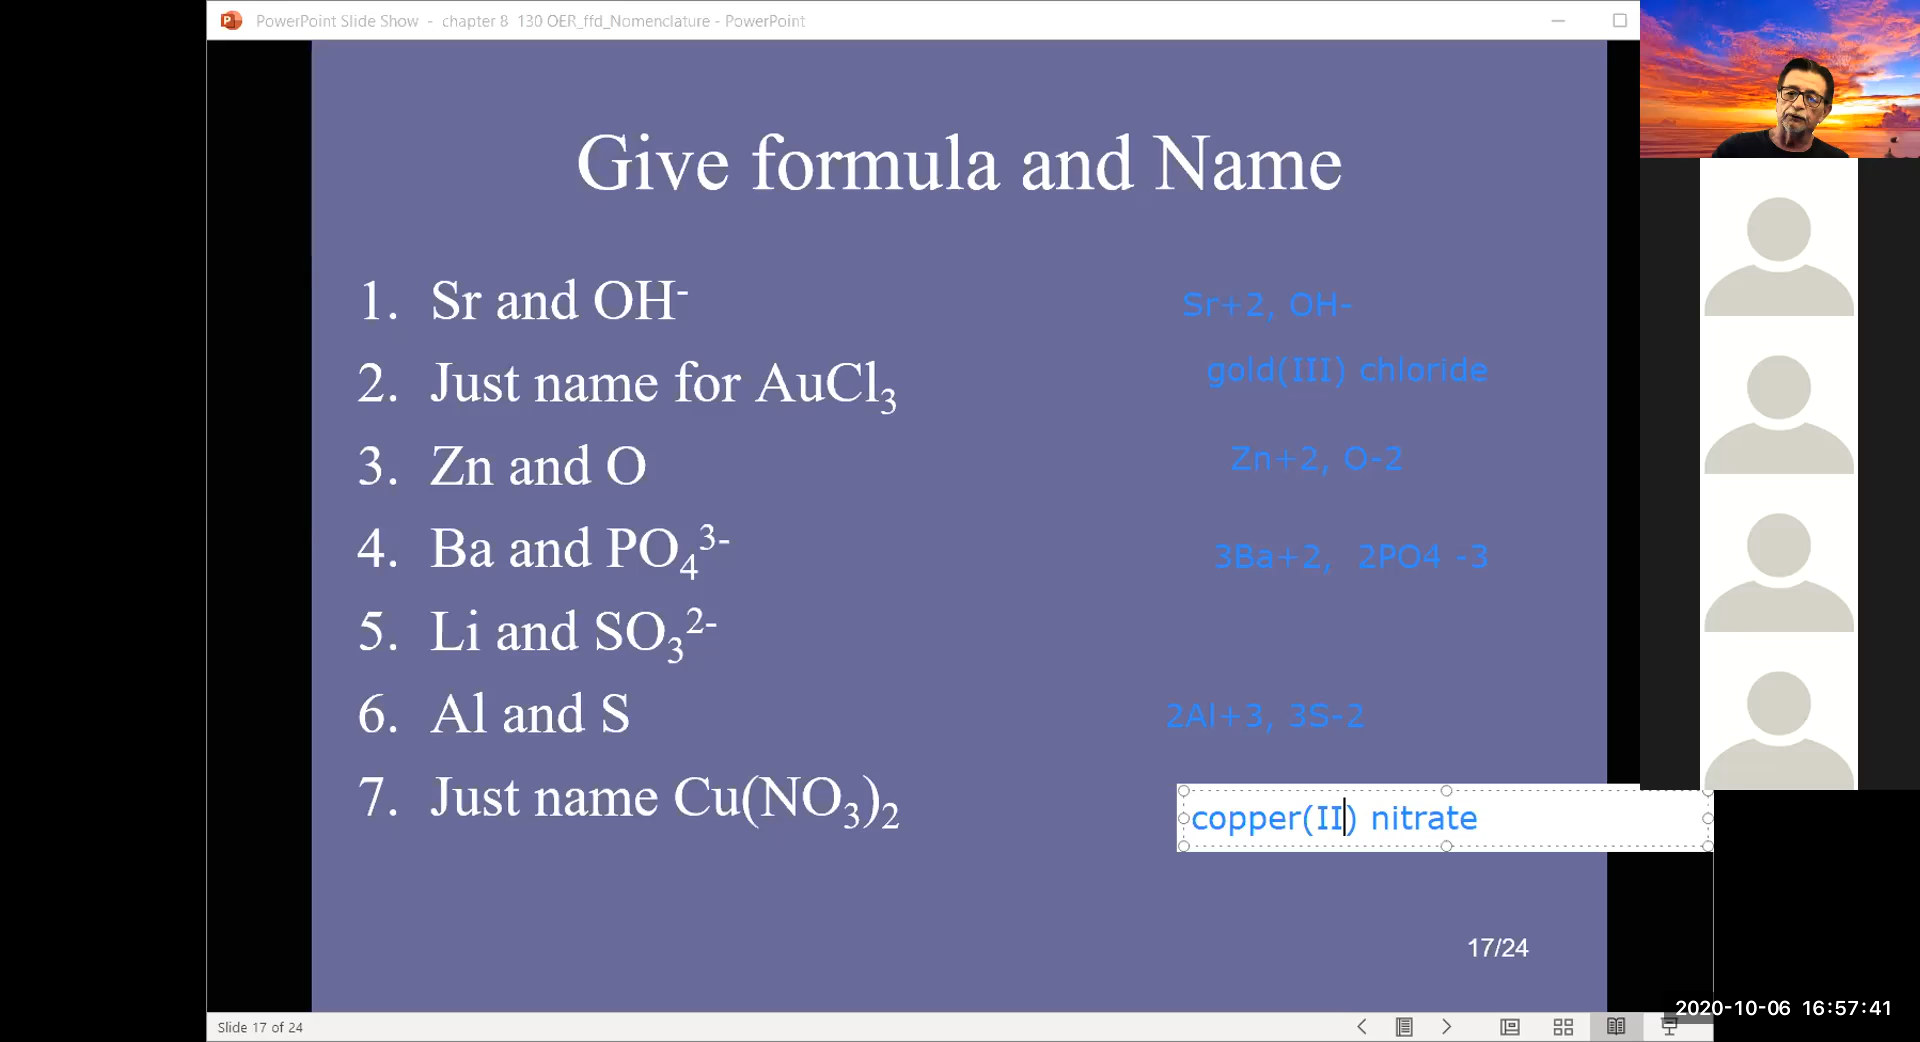 PowerPoint Slide Show - chapter 8 130 OER_ffd_Nomenclature - PowerPoint
Give formula and Name
1. Sr and OH⁻
Sr+2, OH-
2. Just name for AuCl₃
gold(III) chloride
3. Zn and O
Zn+2, O-2
4. Ba and PO₄³⁻
3Ba+2, 2PO4 -3
5. Li and SO₃²⁻
6. Al and S
2Al+3, 3S-2
7. Just name Cu(NO₃)₂
copper(II) nitrate
17/24
2020-10-06 16:57:41
Slide 17 of 24